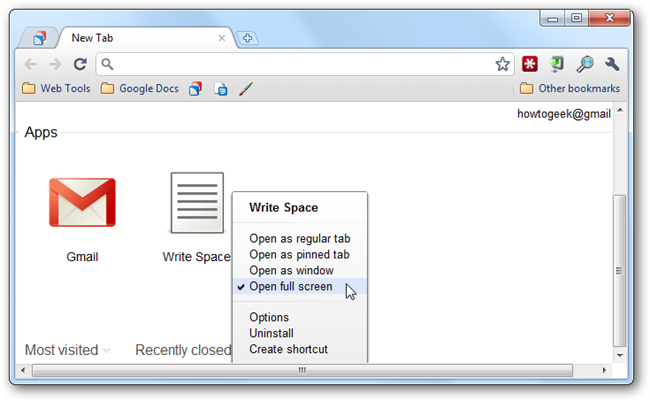 New Tab
Web Tools Google Docs Other bookmarks
howtogeek@gmail
Apps
Gmail
Write Space
Write Space
Open as regular tab
Open as pinned tab
Open as window
Open full screen
Options
Uninstall
Create shortcut
Most visited Recently closed